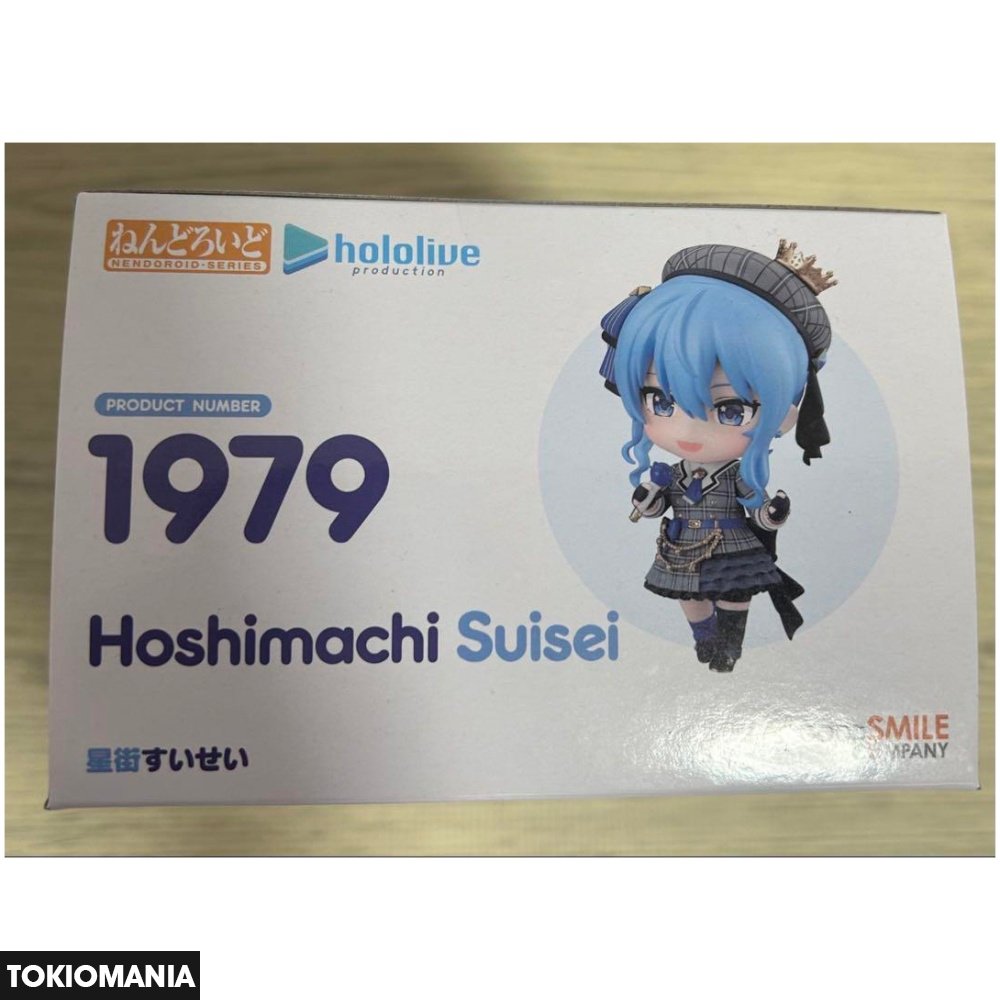 ねんどろいど
NENDOROID・SERIES
hololive
production
PRODUCT NUMBER
1979
Hoshimachi Suisei
星街すいせい
SMILE
TOKIOMANIA